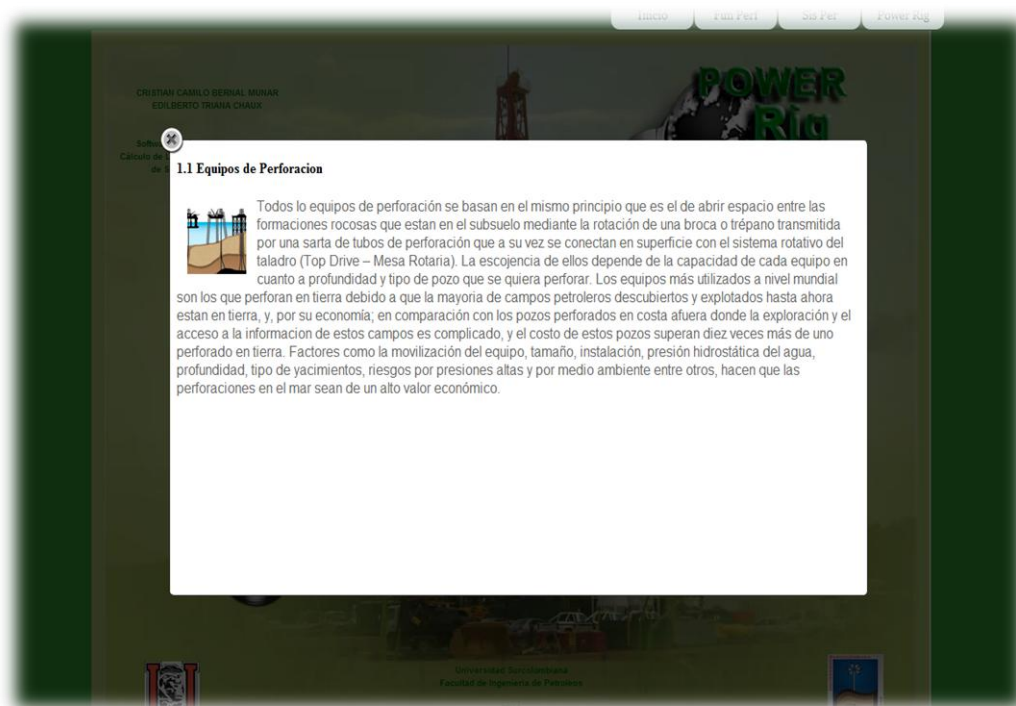 Inicio
Fun Perf
Sis Per
Power Rig
CRISTIAN CAMILO BERNAL MUNAR
EDILBERTO TRIANA CHAUX
POWER
Rig
Calculo de
de
1.1 Equipos de Perforacion
Todos lo equipos de perforación se basan en el mismo principio que es el de abrir espacio entre las
formaciones rocosas que estan en el subsuelo mediante la rotación de una broca o trépano transmitida
por una sarta de tubos de perforación que a su vez se conectan en superficie con el sistema rotativo del
taladro (Top Drive – Mesa Rotaria). La escojencia de ellos depende de la capacidad de cada equipo en
cuanto a profundidad y tipo de pozo que se quiera perforar. Los equipos más utilizados a nivel mundial
son los que perforan en tierra debido a que la mayoria de campos petroleros descubiertos y explotados hasta ahora
estan en tierra, y, por su economía; en comparación con los pozos perforados en costa afuera donde la exploración y el
acceso a la informacion de estos campos es complicado, y el costo de estos pozos superan diez veces más de uno
perforado en tierra. Factores como la movilización del equipo, tamaño, instalación, presión hidrostática del agua,
profundidad, tipo de yacimientos, riesgos por presiones altas y por medio ambiente entre otros, hacen que las
perforaciones en el mar sean de un alto valor económico.
Universidad Surcolombiana
Facultad de Ingenieria de Petroleos